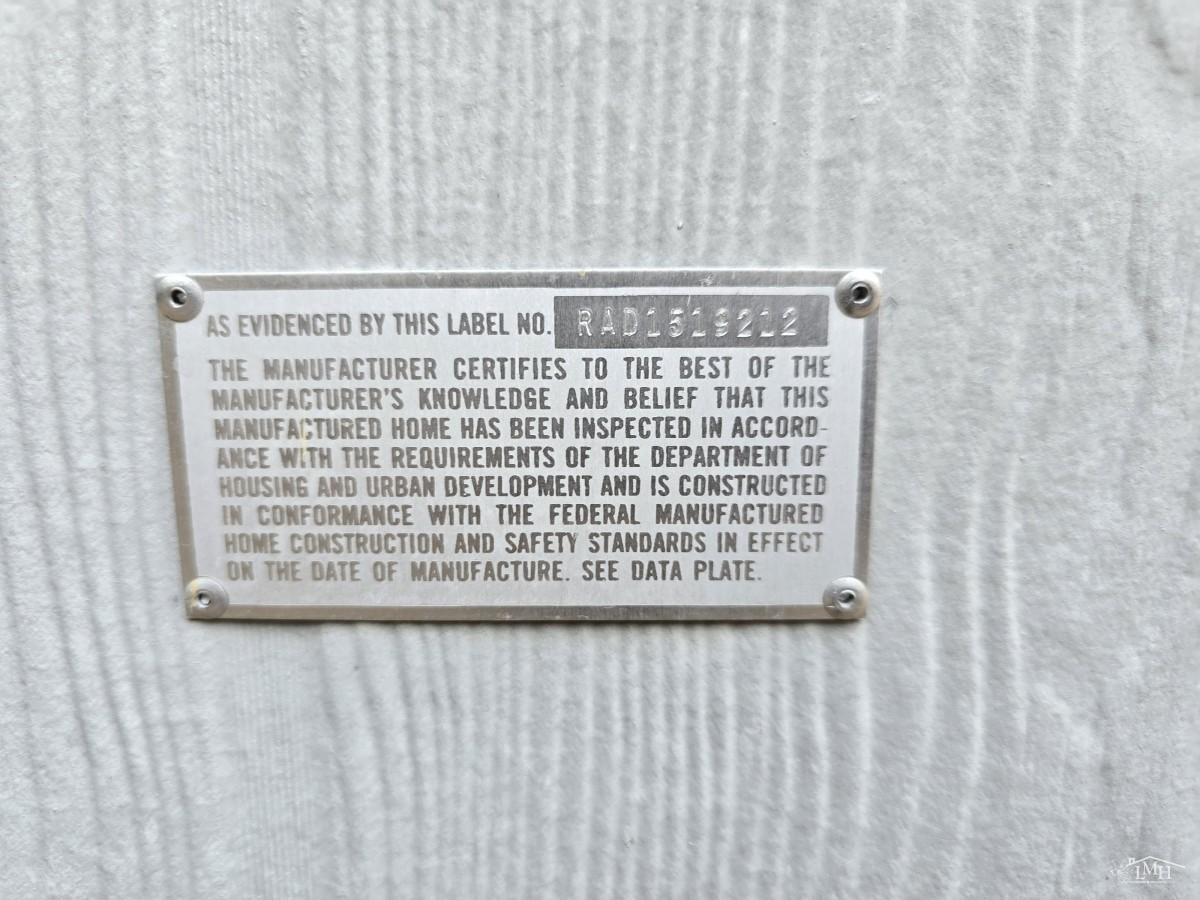 AS EVIDENCED BY THIS LABEL NO. RAD1519212
THE MANUFACTURER CERTIFIES TO THE BEST OF THE
MANUFACTURER'S KNOWLEDGE AND BELIEF THAT THIS
MANUFACTURED HOME HAS BEEN INSPECTED IN ACCORD-
ANCE WITH THE REQUIREMENTS OF THE DEPARTMENT OF
HOUSING AND URBAN DEVELOPMENT AND IS CONSTRUCTED
IN CONFORMANCE WITH THE FEDERAL MANUFACTURED
HOME CONSTRUCTION AND SAFETY STANDARDS IN EFFECT
ON THE DATE OF MANUFACTURE. SEE DATA PLATE.
LMH